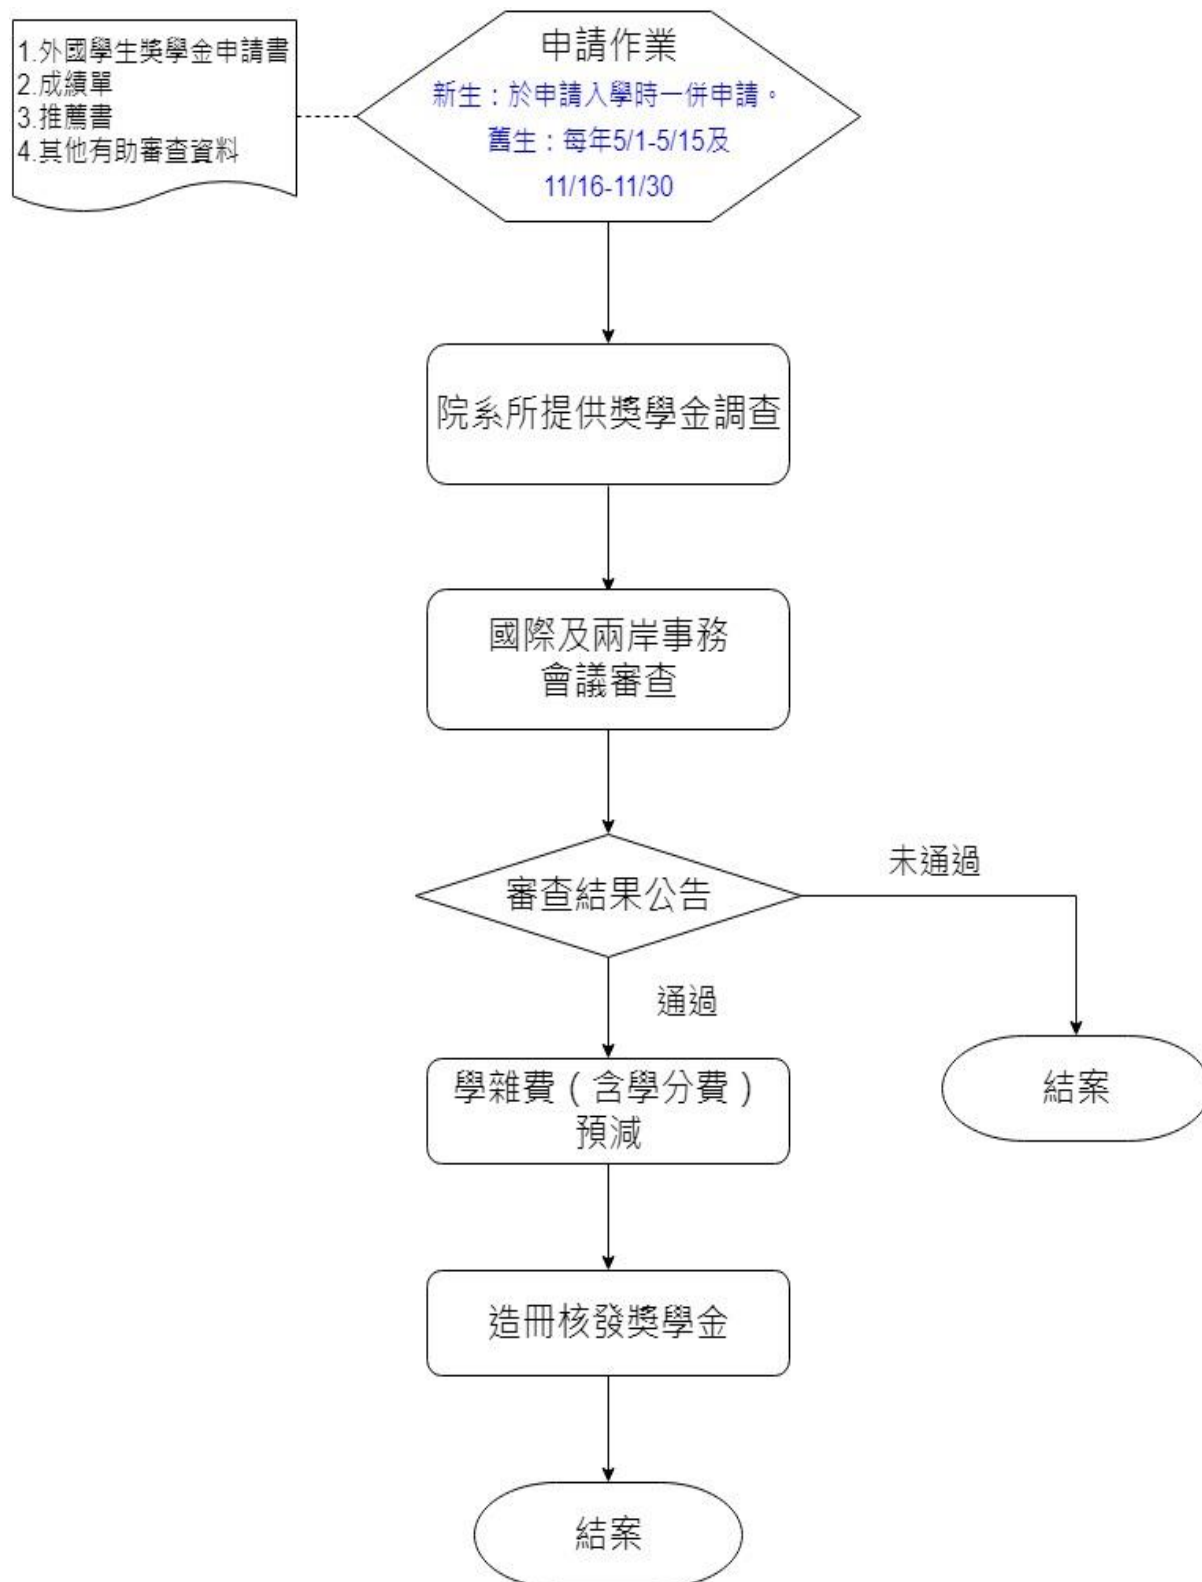 1.外國學生獎學金申請書
2.成績單
3.推薦書
4.其他有助審查資料
申請作業
新生：於申請入學時一併申請。
舊生：每年5/1-5/15及
11/16-11/30
院系所提供獎學金調查
國際及兩岸事務
會議審查
審查結果公告
未通過
通過
學雜費（含學分費）
預減
結案
造冊核發獎學金
結案